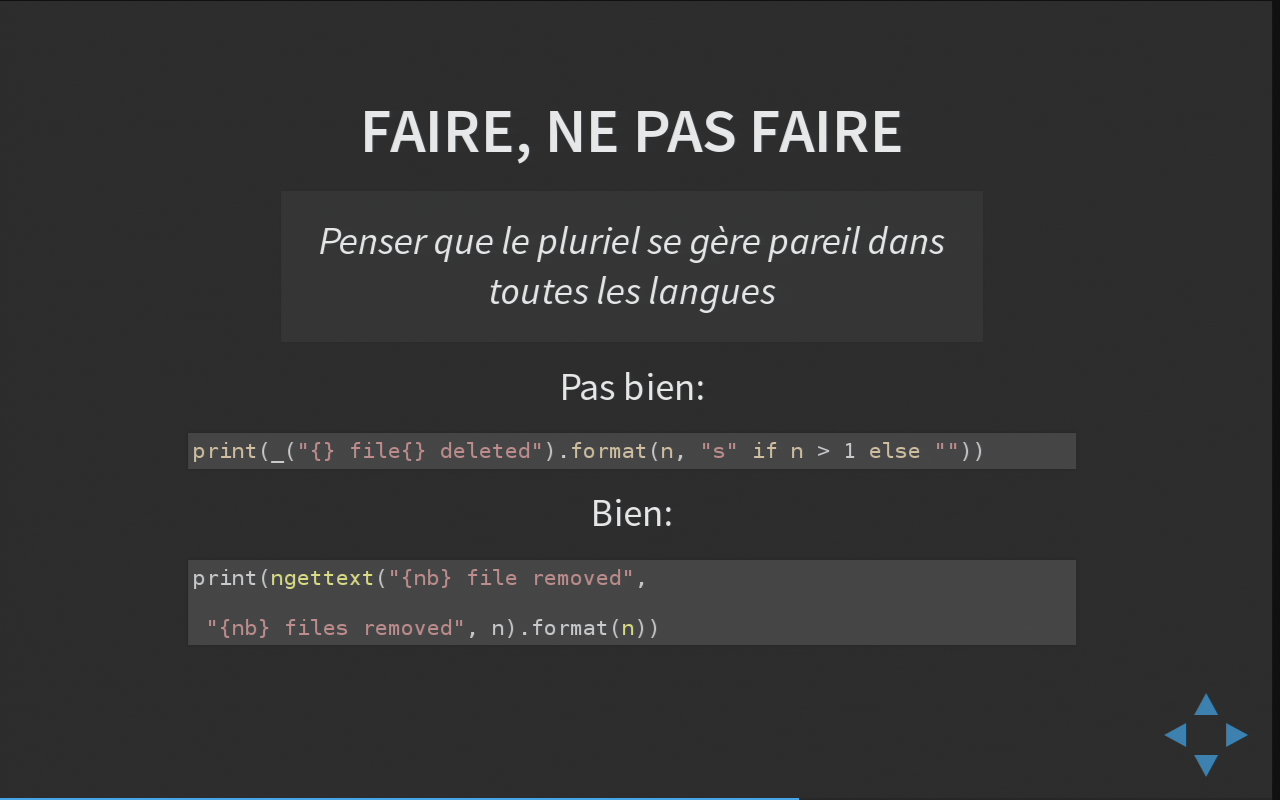 FAIRE, NE PAS FAIRE
Penser que le pluriel se gère pareil dans
toutes les langues
Pas bien:
print(_("{} file{} deleted").format(n, "s" if n > 1 else ""))
Bien:
print(ngettext("{nb} file removed",
"{nb} files removed", n).format(n))